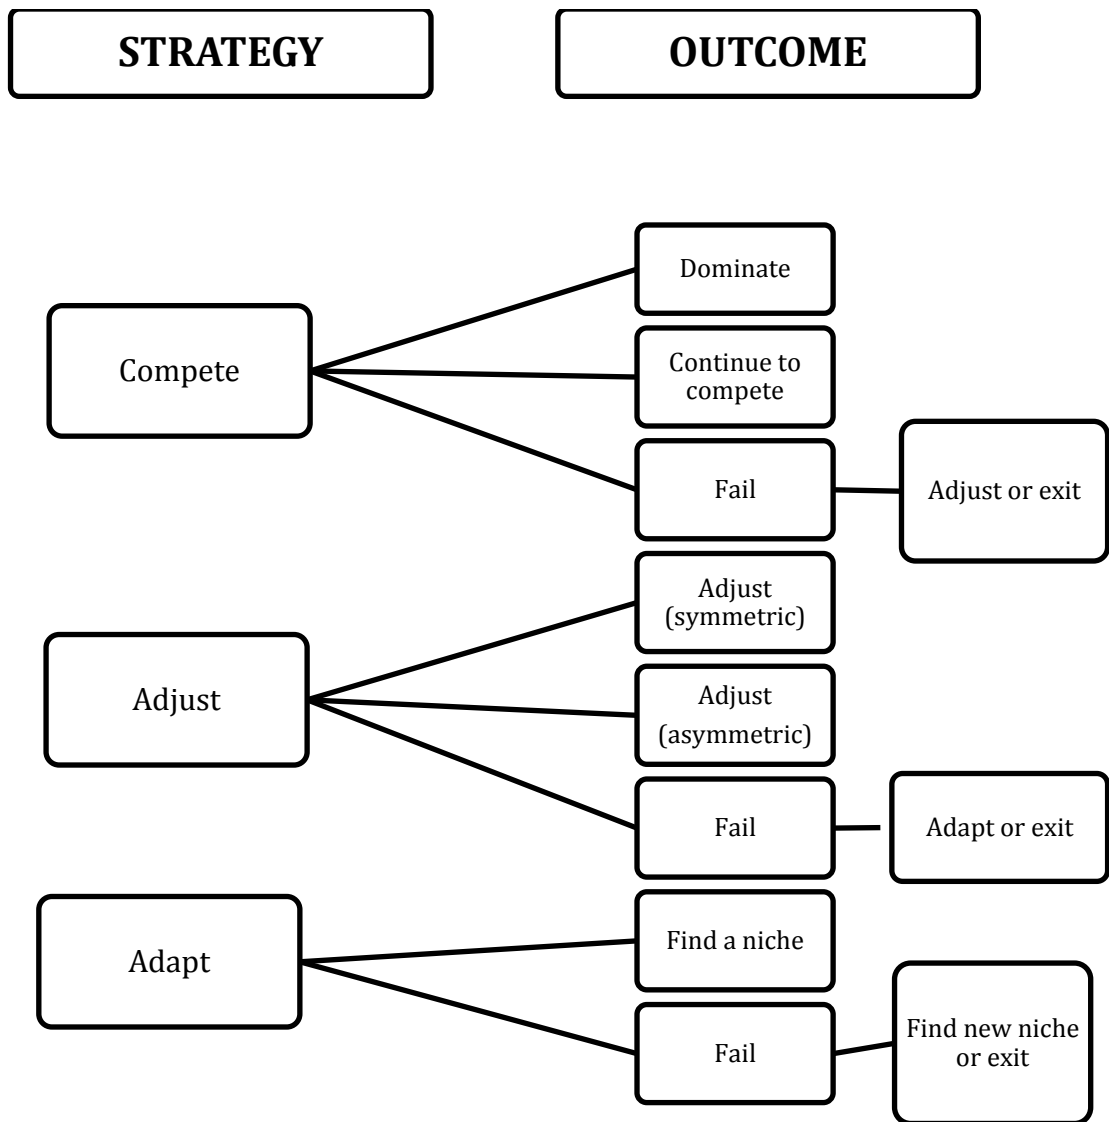 STRATEGY
OUTCOME
Compete
Dominate
Continue to
compete
Fail
Adjust or exit
Adjust
Adjust
(symmetric)
Adjust
(asymmetric)
Fail
Adapt or exit
Adapt
Find a niche
Fail
Find new niche
or exit